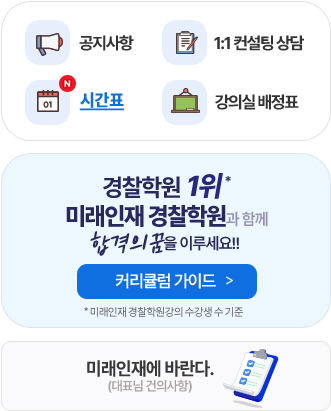 공지사항
1:1 컨설팅 상담
N
01
시간표
강의실 배정표
경찰학원 1위*
미래인재 경찰학원과 함께
합격의 꿈을 이루세요!!
커리큘럼 가이드 >
* 미래인재 경찰학원강의 수강생 수 기준
미래인재에 바란다.
(대표님 건의사항)